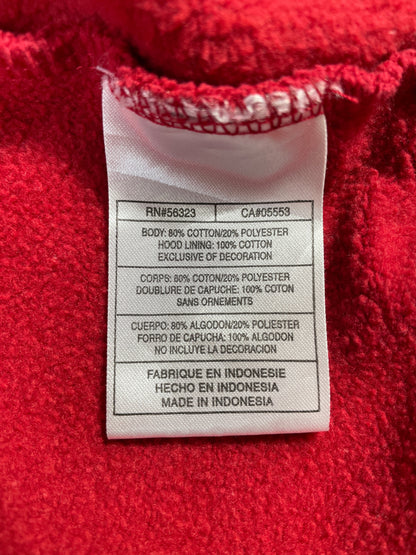 RN#56323 CA#05553
BODY: 80% COTTON/20% POLYESTER
HOOD LINING: 100% COTTON
EXCLUSIVE OF DECORATION
CORPS: 80% COTON/20% POLYESTER
DOUBLURE DE CAPUCHE: 100% COTON
SANS ORNEMENTS
CUERPO: 80% ALGODON/20% POLIESTER
FORRO DE CAPUCHA: 100% ALGODON
NO INCLUYE LA DECORACION
FABRIQUE EN INDONESIE
HECHO EN INDONESIA
MADE IN INDONESIA